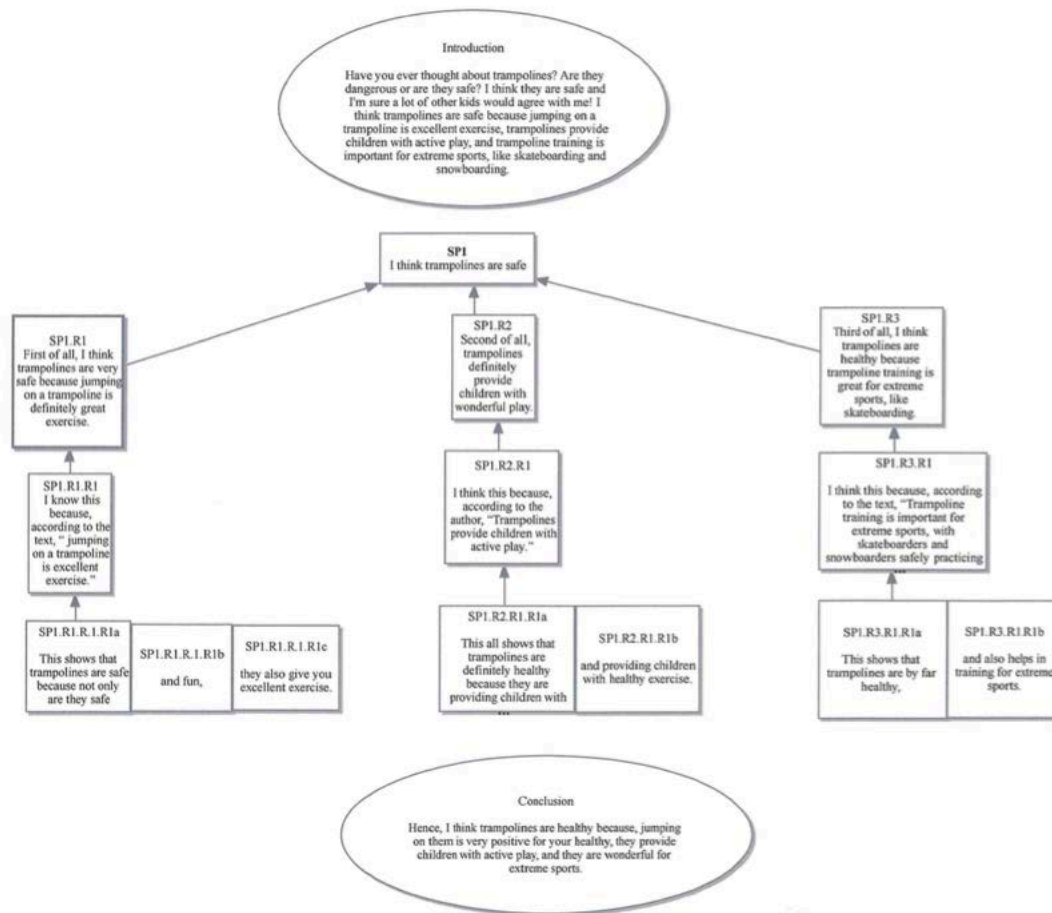 Introduction
Have you ever thought about trampolines? Are they
dangerous or are they safe? I think they are safe and
I'm sure a lot of other kids would agree with me! I
think trampolines are safe because jumping on a
trampoline is excellent exercise, trampolines provide
children with active play, and trampoline training is
important for extreme sports, like skateboarding and
snowboarding.
SP1
I think trampolines are safe
SP1.R1
First of all, I think
trampolines are very
safe because jumping
on a trampoline is
definitely great
exercise.
SP1.R2
Second of all,
trampolines
definitely
provide
children with
wonderful play.
SP1.R3
Third of all, I think
trampolines are
healthy because
trampoline training is
great for extreme
sports, like
skateboarding.
SP1.R1.R1
I know this
because,
according to the
text, " jumping
on a trampoline
is excellent
exercise."
SP1.R2.R1
I think this because,
according to the
author, "Trampolines
provide children with
active play."
SP1.R3.R1
I think this because, according
to the text, "Trampoline
training is important for
extreme sports, with
skateboarders and
snowboarders safely practicing
...
SP1.R1.R.1.R1a
This shows that
trampolines are safe
because not only
are they safe
SP1.R1.R.1.R1b
and fun,
SP1.R1.R.1.R1c
they also give you
excellent exercise.
SP1.R2.R1.R1a
This all shows that
trampolines are
definitely healthy
because they are
providing children with
...
SP1.R2.R1.R1b
and providing children
with healthy exercise.
SP1.R3.R1.R1a
This shows that
trampolines are by far
healthy,
SP1.R3.R1.R1b
and also helps in
training for extreme
sports.
Conclusion
Hence, I think trampolines are healthy because, jumping
on them is very positive for your healthy, they provide
children with active play, and they are wonderful for
extreme sports.